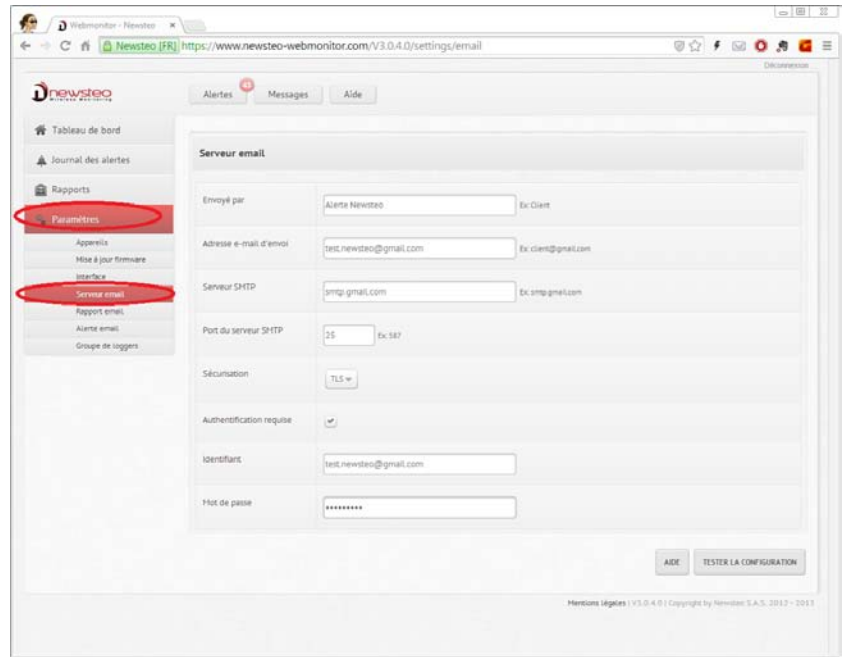 Webmonitor - Newsteo
Newsteo [FR] https://www.newsteo-webmonitor.com/V3.0.4.0/settings/email
Déconnexion
newsteo
Wireless Monitoring
Alertes 43 Messages Aide
Tableau de bord
Journal des alertes
Rapports
Paramètres
Appareils
Mise à jour firmware
Interface
Serveur email
Rapport email
Alerte email
Groupe de loggers
Serveur email
Envoyé par Alerte Newsteo Ex: Client
Adresse e-mail d'envoi test.newsteo@gmail.com Ex: client@gmail.com
Serveur SMTP smtp.gmail.com Ex: smtp.gmail.com
Port du serveur SMTP 25 Ex: 587
Sécurisation TLS
Authentification requise
Identifiant test.newsteo@gmail.com
Mot de passe •••••••••
AIDE TESTER LA CONFIGURATION
Mentions légales | V3.0.4.0 | Copyright by Newsteo S.A.S. 2012 - 2013